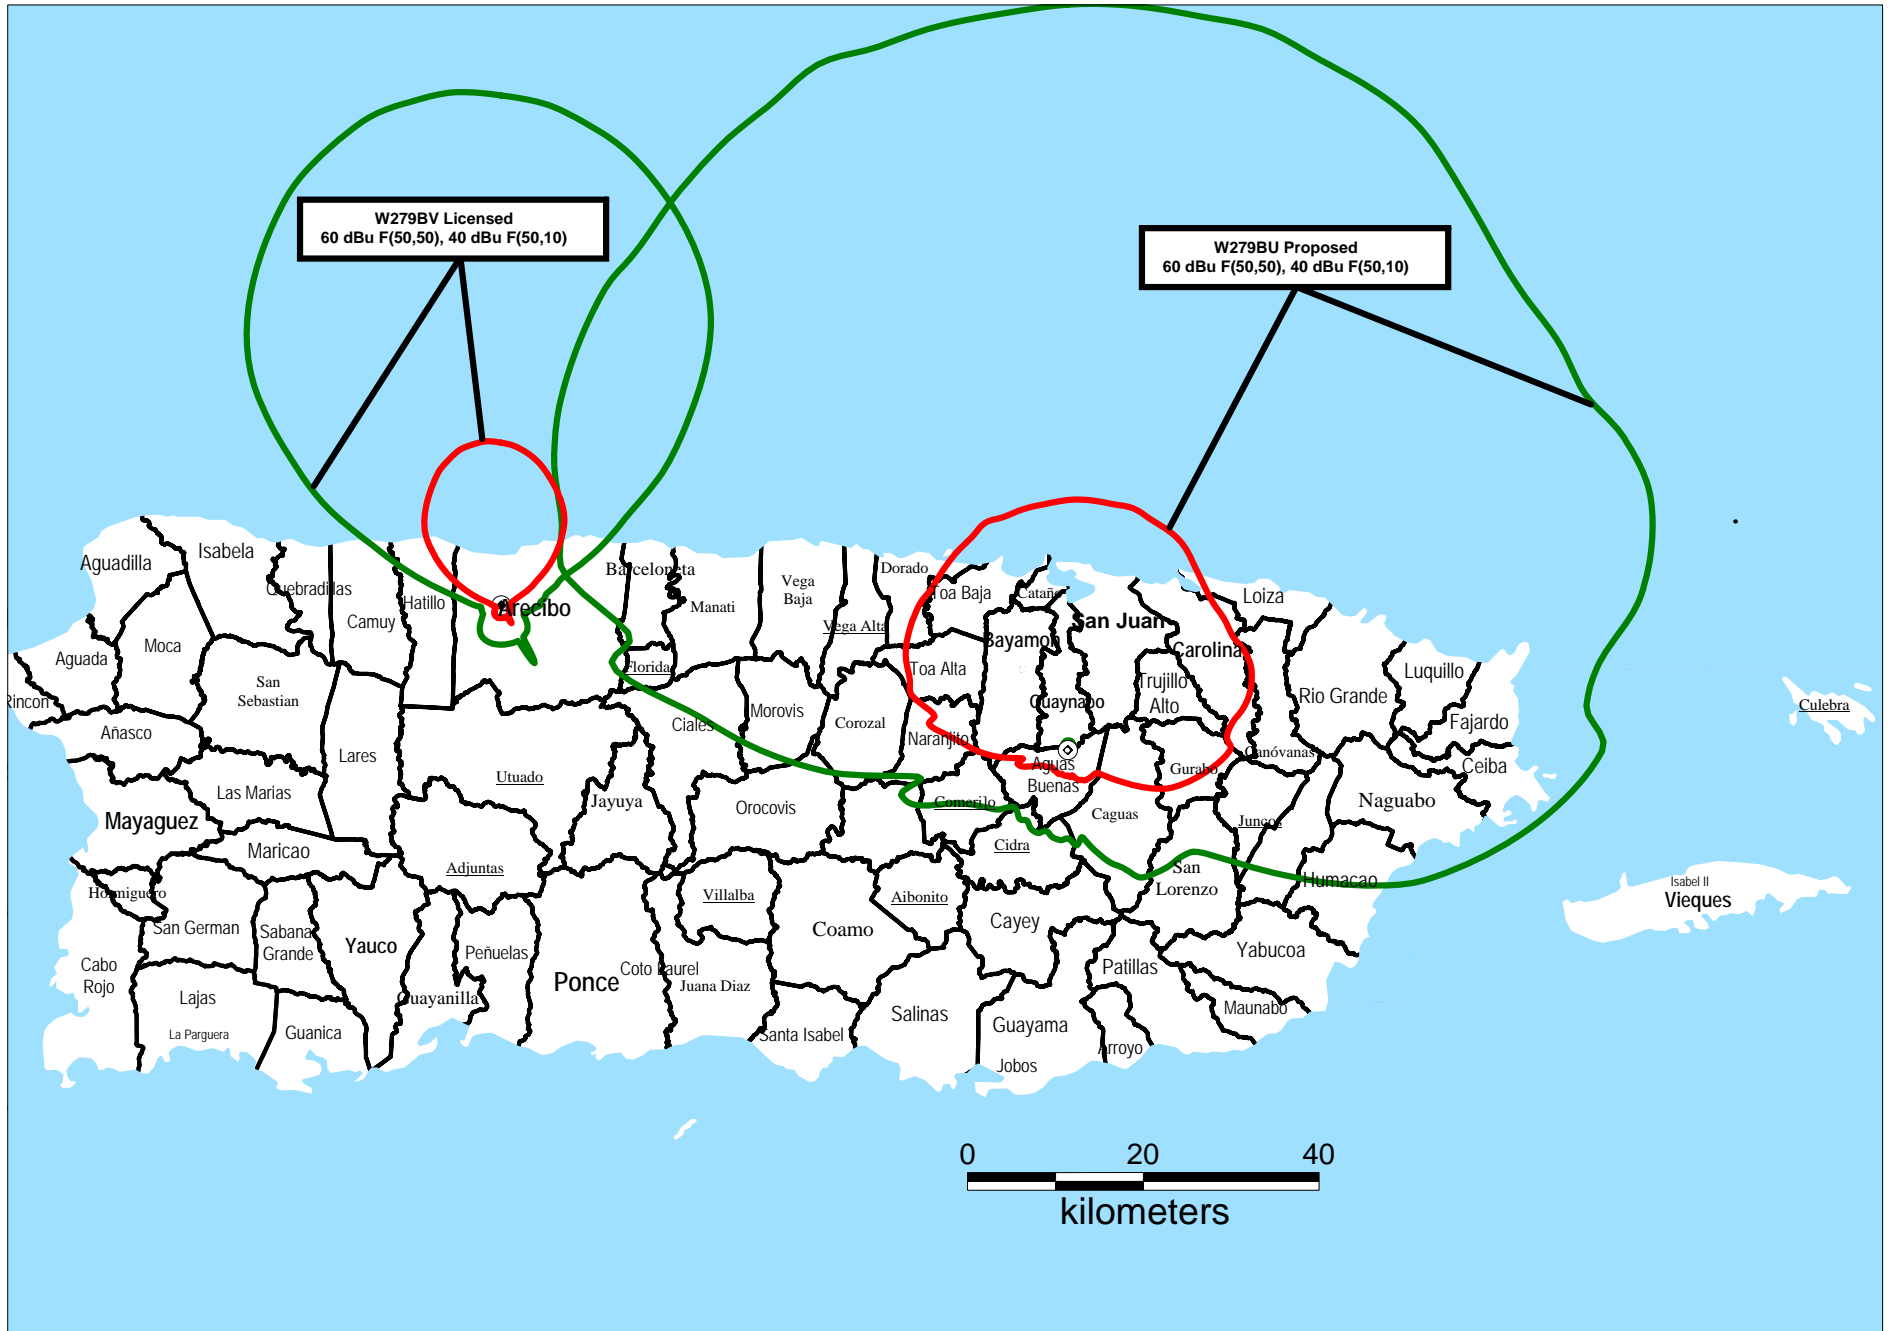 W279BV Licensed
60 dBu F(50,50), 40 dBu F(50,10)
W279BU Proposed
60 dBu F(50,50), 40 dBu F(50,10)
Aguadilla
Isabela
Quebradillas
Camuy
Hatillo
Arecibo
Barceloneta
Manati
Vega
Baja
Vega Alta
Dorado
Toa Baja
Cataño
San Juan
Bayamon
Carolina
Loiza
Toa Alta
Trujillo
Alto
Guaynabo
Rio Grande
Luquillo
Fajardo
Ceiba
Culebra
Moca
Aguada
Rincon
San
Sebastian
Añasco
Lares
Florida
Ciales
Morovis
Corozal
Naranjito
Aguas
Buenas
Gurabo
Canóvanas
Utuado
Jayuya
Orocovis
Comerilo
Caguas
Juncos
Naguabo
Las Marias
Mayaguez
Maricao
Adjuntas
Cidra
San
Lorenzo
Humacao
Isabel II
Vieques
Hormiguero
San German
Sabana
Grande
Yauco
Peñuelas
Villalba
Aibonito
Coamo
Cayey
Yabucoa
Cabo
Rojo
Lajas
La Parguera
Guanica
Guayanilla
Ponce
Coto Laurel
Juana Diaz
Santa Isabel
Salinas
Guayama
Jobos
Patillas
Arroyo
Maunabo
0 20 40
kilometers